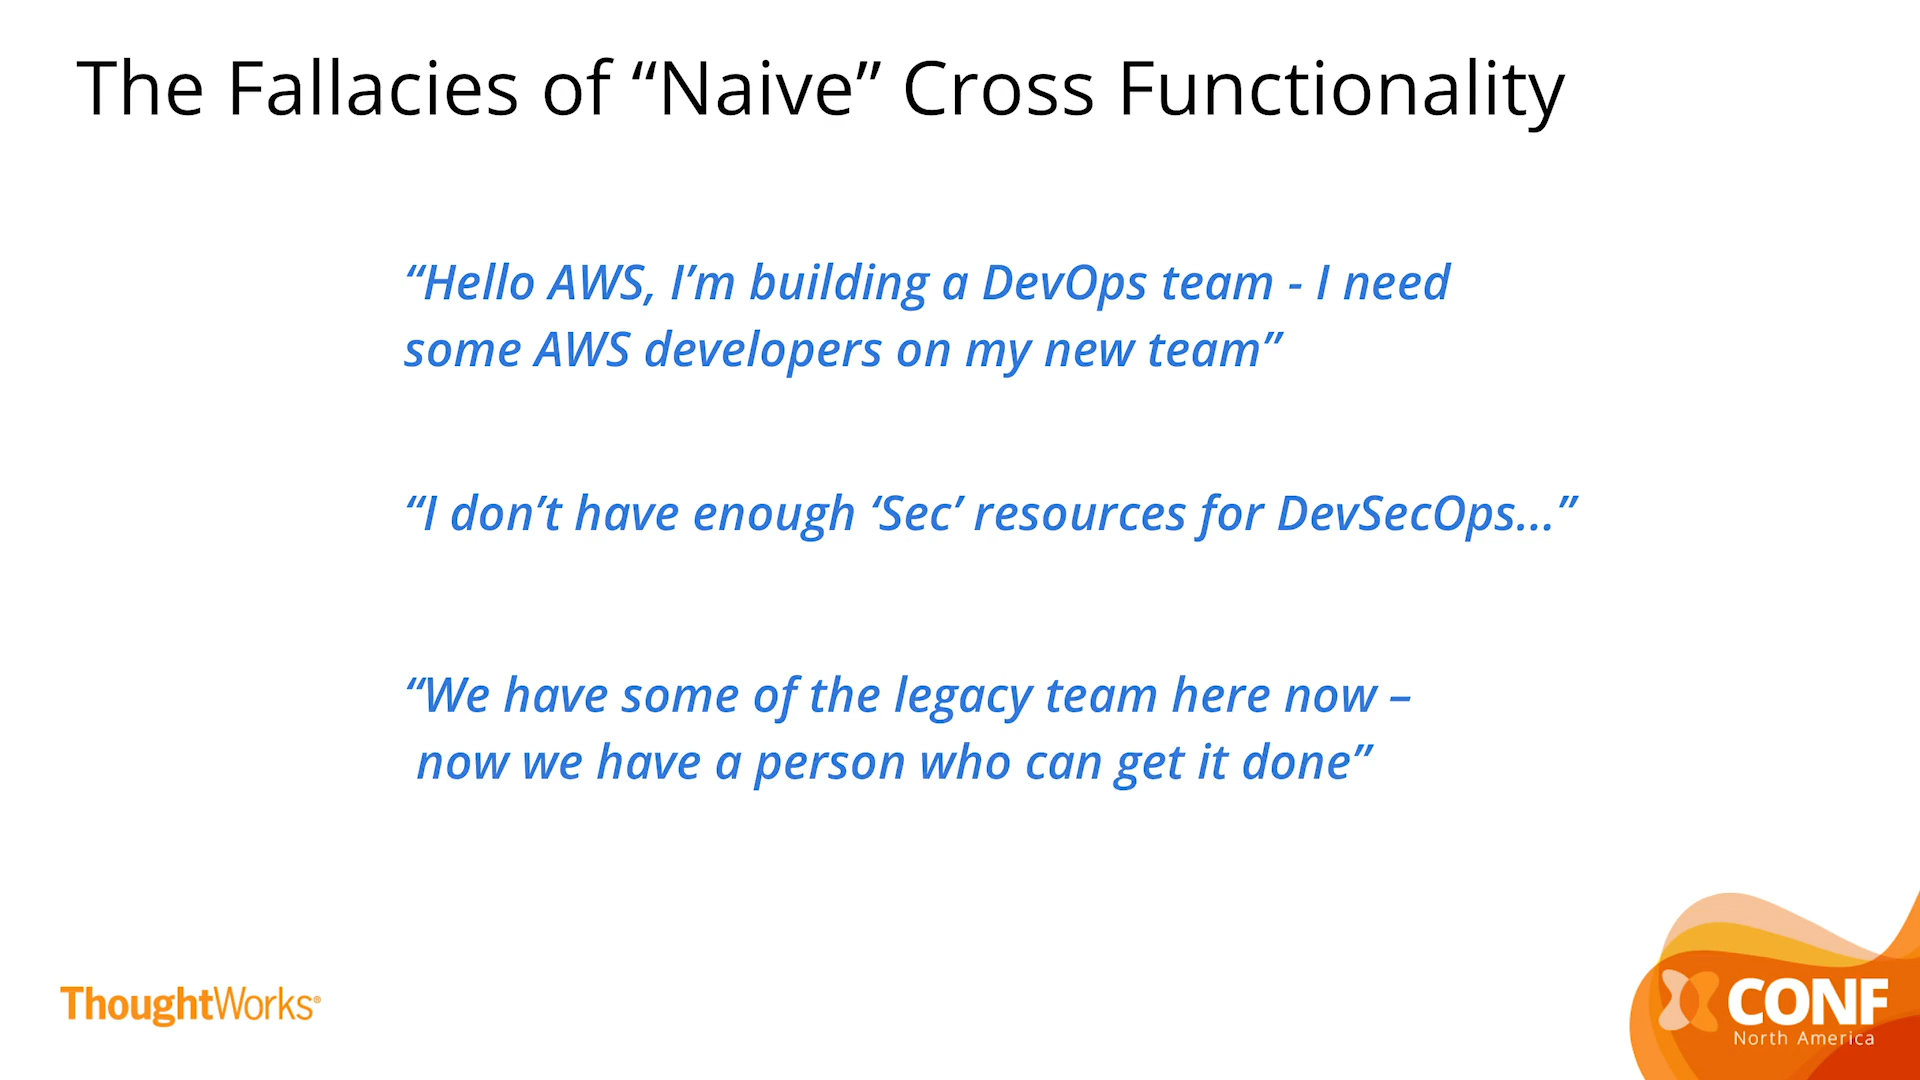 The Fallacies of “Naive” Cross Functionality
“Hello AWS, I’m building a DevOps team - I need
some AWS developers on my new team”
“I don’t have enough ‘Sec’ resources for DevSecOps...”
“We have some of the legacy team here now –
now we have a person who can get it done”
ThoughtWorks®
XCONF
North America